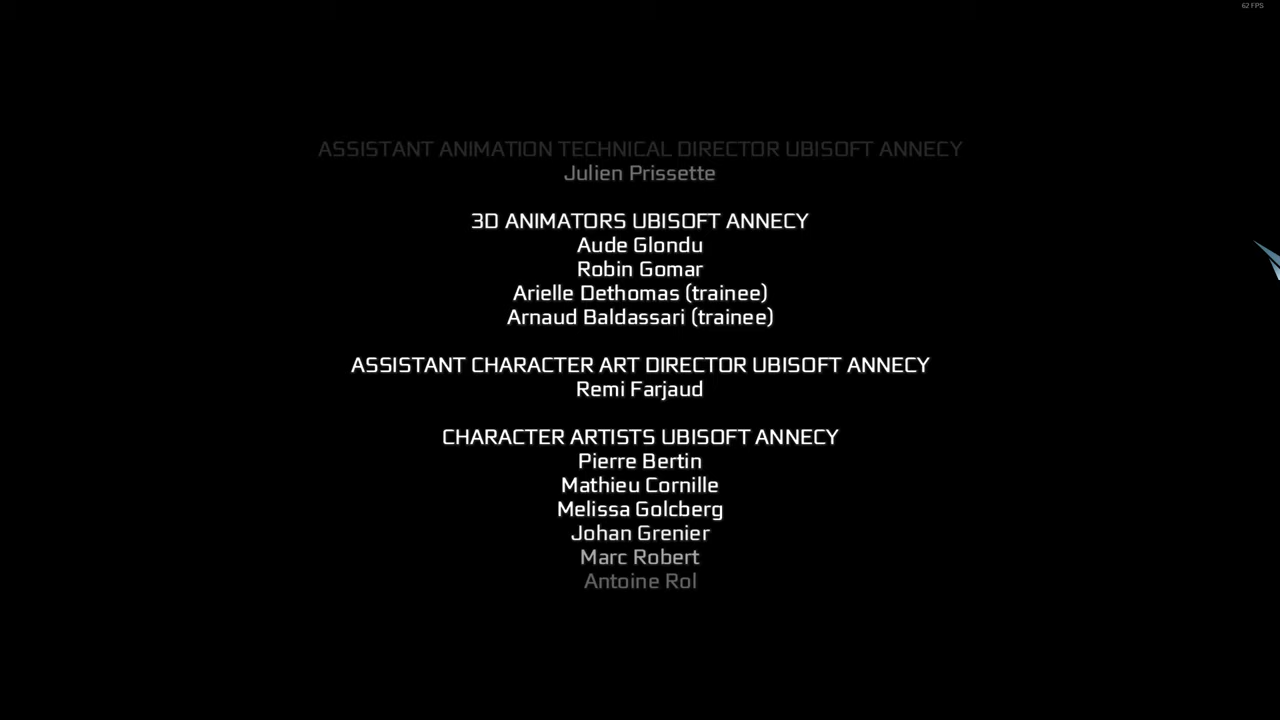 62 FPS
ASSISTANT ANIMATION TECHNICAL DIRECTOR UBISOFT ANNECY
Julien Prissette
3D ANIMATORS UBISOFT ANNECY
Aude Glondu
Robin Gomar
Arielle Dethomas (trainee)
Arnaud Baldassari (trainee)
ASSISTANT CHARACTER ART DIRECTOR UBISOFT ANNECY
Remi Farjaud
CHARACTER ARTISTS UBISOFT ANNECY
Pierre Bertin
Mathieu Cornille
Melissa Golcberg
Johan Grenier
Marc Robert
Antoine Rol